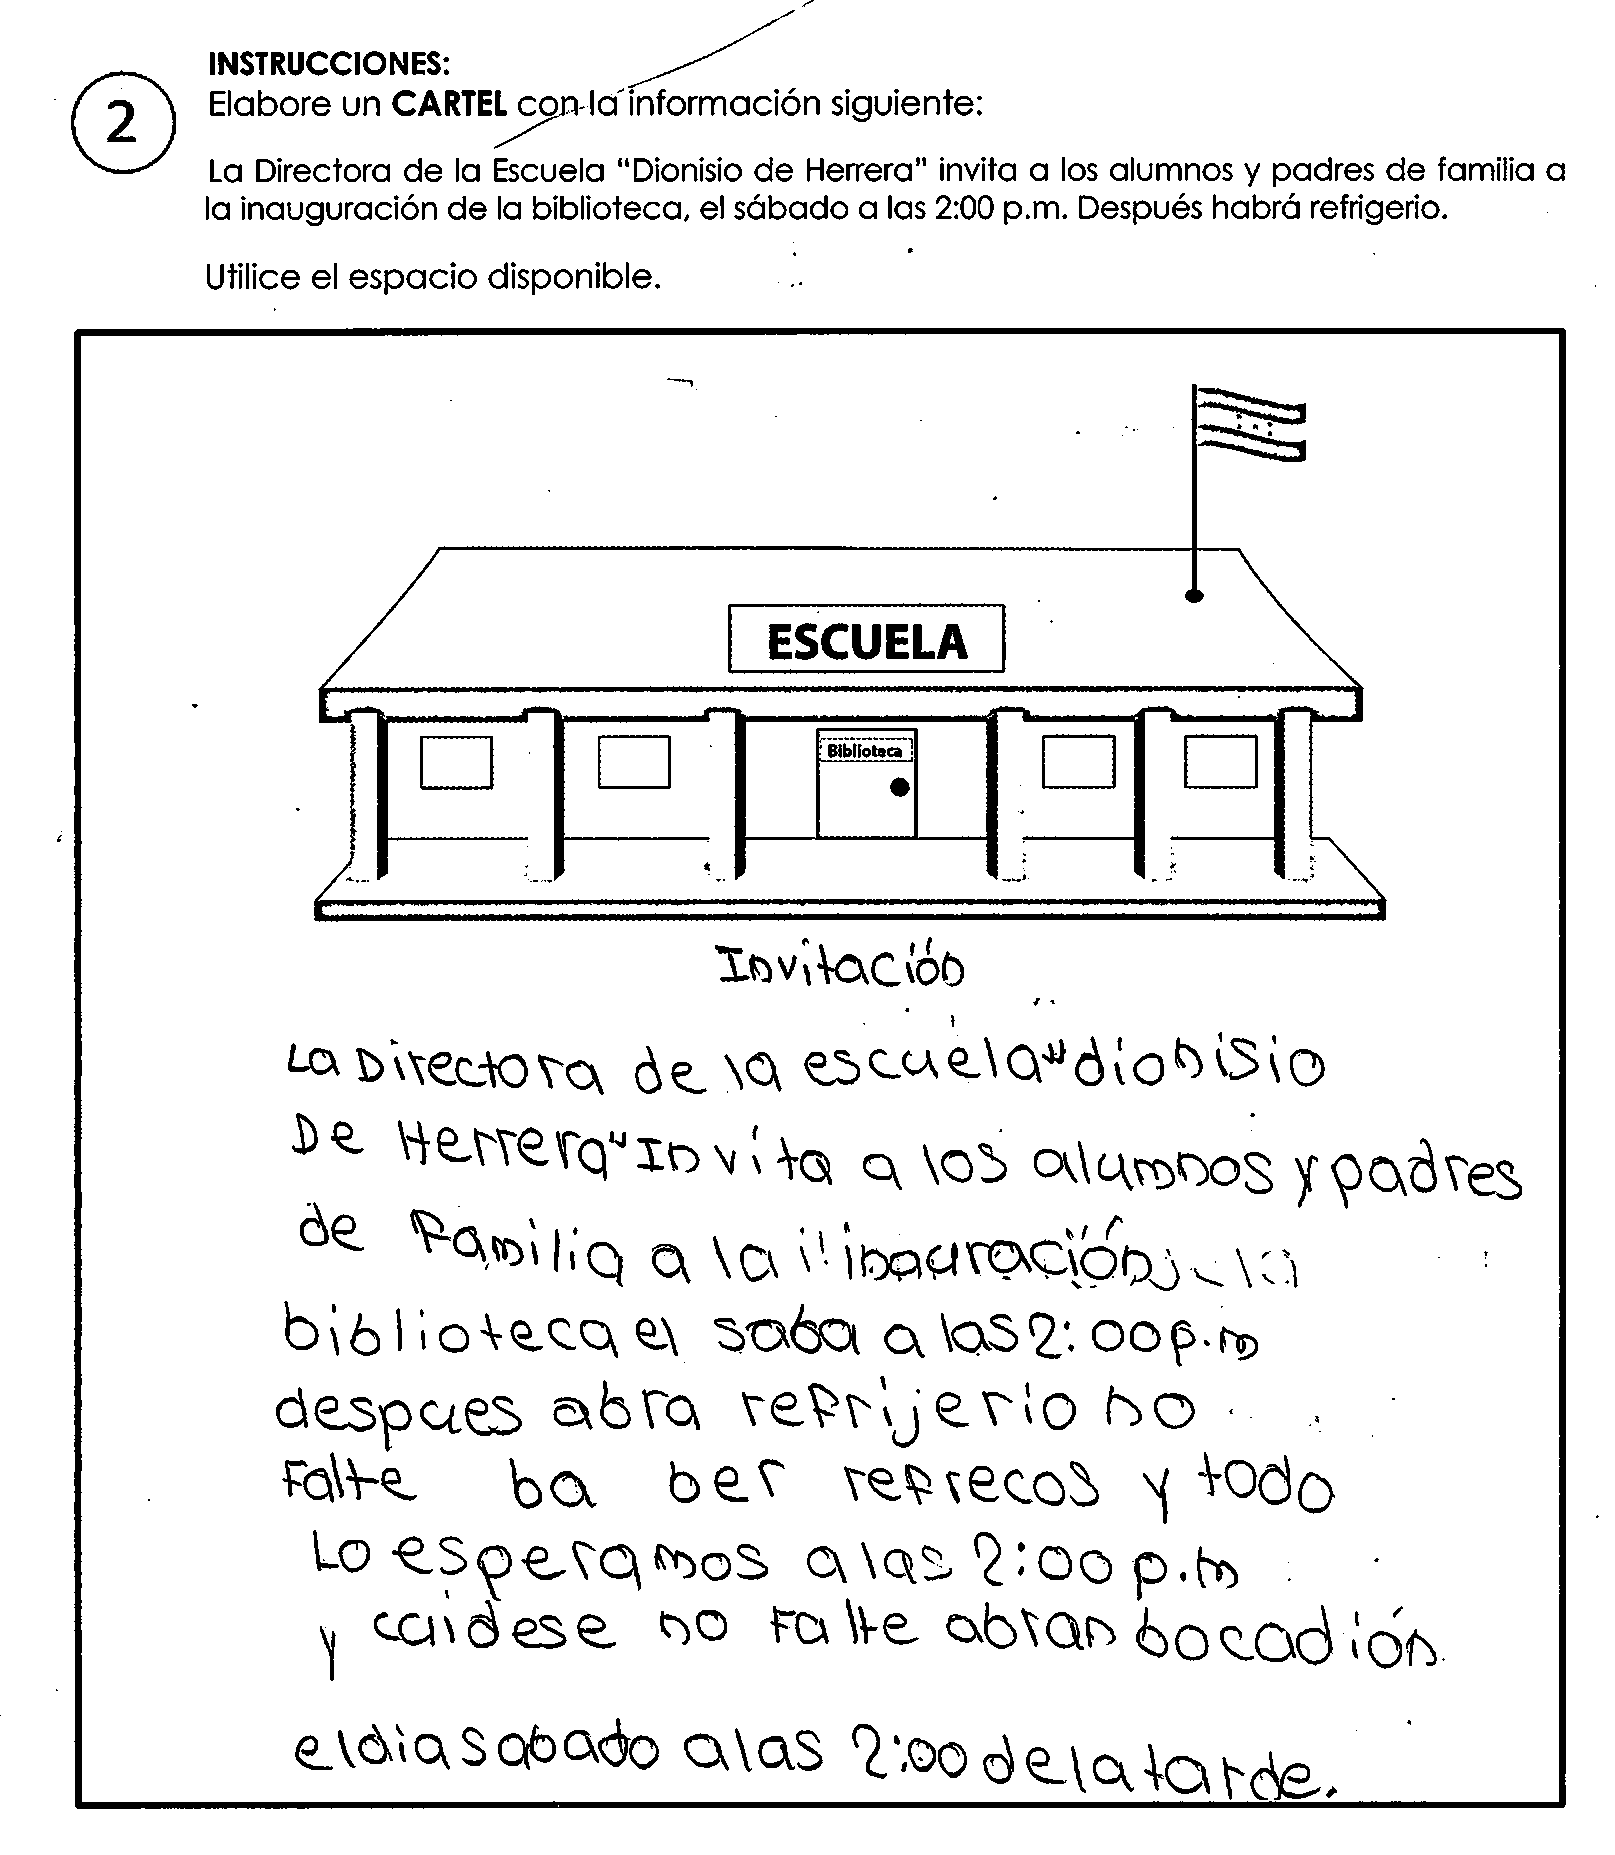 INSTRUCCIONES:
2
Elabore un CARTEL con la información siguiente:
La Directora de la Escuela "Dionisio de Herrera" invita a los alumnos y padres de familia a
la inauguración de la biblioteca, el sábado a las 2:00 p.m. Después habrá refrigerio.
Utilice el espacio disponible.
ESCUELA
Biblioteca
Invitación
La Directora de la escuela "dionisio
De Herrera" Invita a los alumnos y padres
de Familia a la inauración
biblioteca el saba a las 2:00 p.m
despues abra refrijerio no
Falte ba ber refrecos y todo
Lo esperamos a las 2:00 p.m
y cuidese no Falte abran bocadión
el dia sabado a las 2:00 de la tarde.